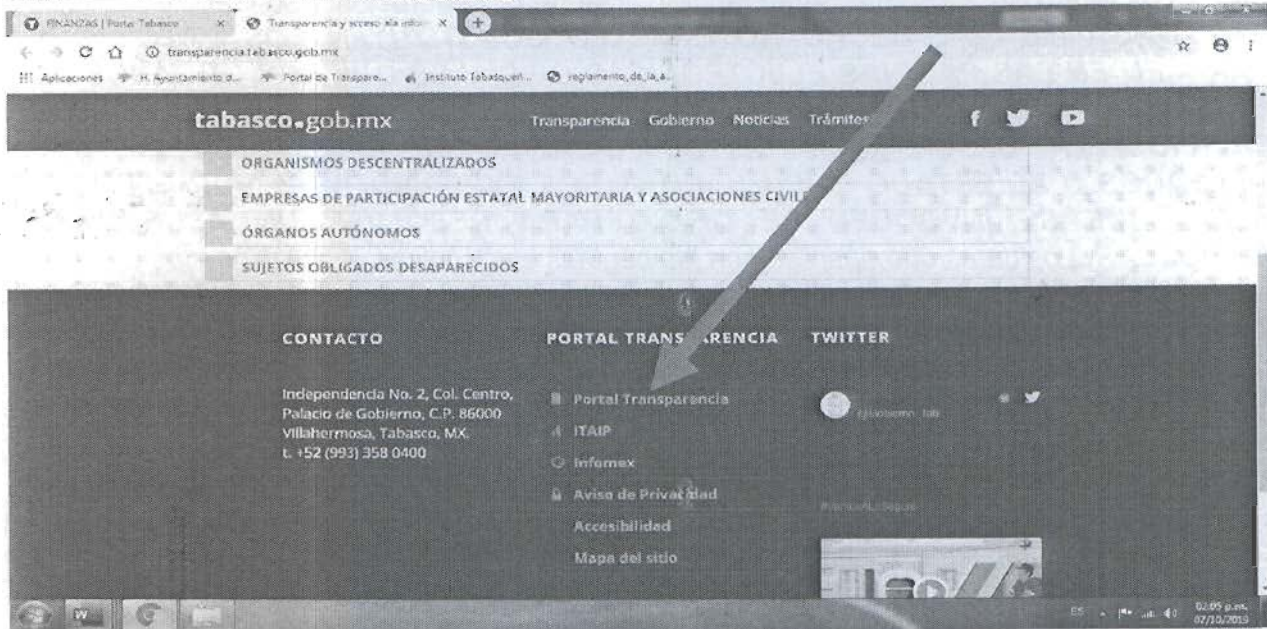 FINANZAS | Portal Tabasco
Transparencia y acceso a la infor
transparencia.tabasco.gob.mx
Aplicaciones
H. Ayuntamiento d...
Portal de Transpare...
Instituto Tabasqueñ...
reglamento_de_la_a...
tabasco.gob.mx
Transparencia Gobierno Noticias Trámites
ORGANISMOS DESCENTRALIZADOS
EMPRESAS DE PARTICIPACIÓN ESTATAL MAYORITARIA Y ASOCIACIONES CIVILE
ÓRGANOS AUTÓNOMOS
SUJETOS OBLIGADOS DESAPARECIDOS
CONTACTO
Independencia No. 2, Col. Centro,
Palacio de Gobierno, C.P. 86000
Villahermosa, Tabasco, MX.
t. +52 (993) 358 0400
PORTAL TRANSPARENCIA
Portal Transparencia
ITAIP
Infomex
Aviso de Privacidad
Accesibilidad
Mapa del sitio
TWITTER
ES
02:05 p.m.
07/10/2019